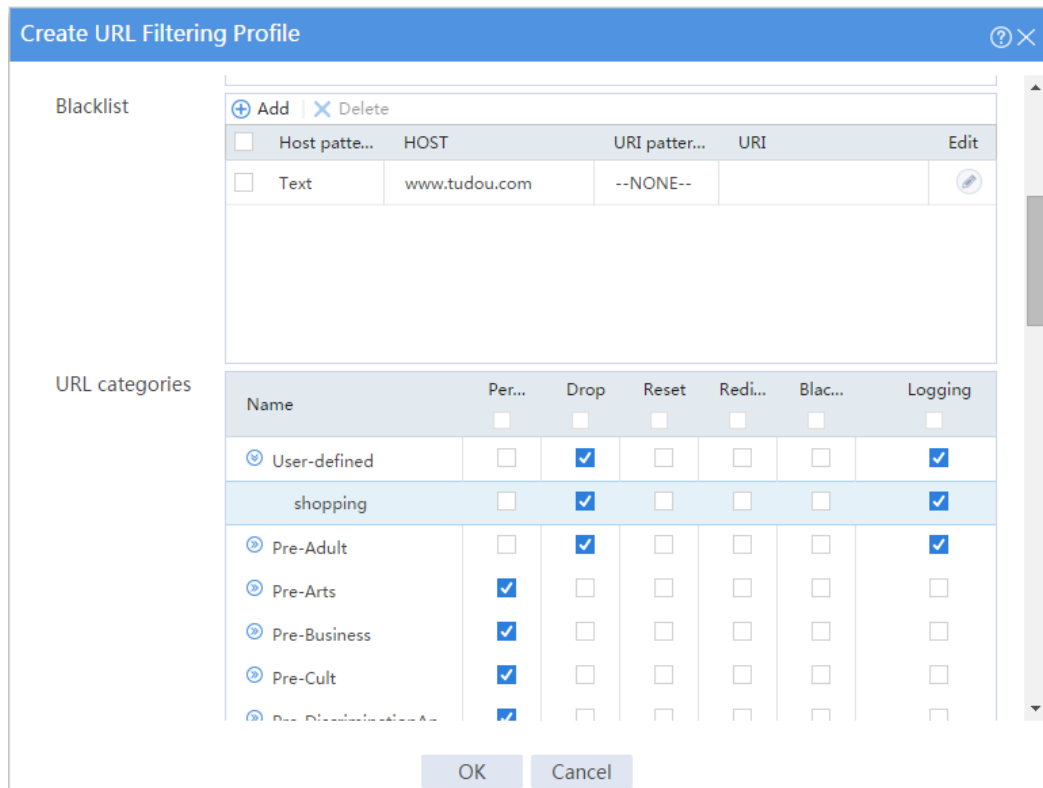 Create URL Filtering Profile
Blacklist
Add Delete
Host patte... HOST URI patter... URI Edit
Text www.tudou.com --NONE--
URL categories
Name Per... Drop Reset Redi... Blac... Logging
User-defined
shopping
Pre-Adult
Pre-Arts
Pre-Business
Pre-Cult
OK Cancel